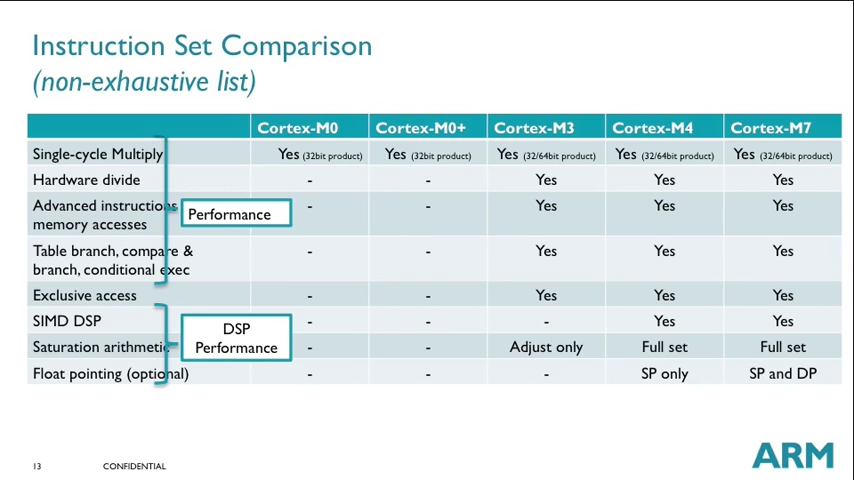 Instruction Set Comparison
(non-exhaustive list)
Cortex-M0 Cortex-M0+ Cortex-M3 Cortex-M4 Cortex-M7
Single-cycle Multiply Yes (32bit product) Yes (32bit product) Yes (32/64bit product) Yes (32/64bit product) Yes (32/64bit product)
Hardware divide - - Yes Yes Yes
Advanced instructions - - Yes Yes Yes
memory accesses
Performance
Table branch, compare & - - Yes Yes Yes
branch, conditional exec
Exclusive access - - Yes Yes Yes
SIMD DSP - - - Yes Yes
DSP
Performance
Saturation arithmetic - - Adjust only Full set Full set
Float pointing (optional) - - - SP only SP and DP
13 CONFIDENTIAL
ARM